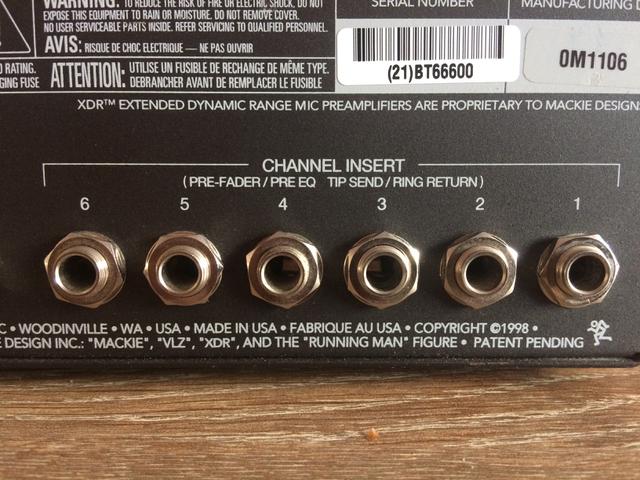 WARNING: TO REDUCE THE RISK OF FIRE OR ELECTRIC SHOCK, DO NOT
EXPOSE THIS EQUIPMENT TO RAIN OR MOISTURE. DO NOT REMOVE COVER.
NO USER SERVICEABLE PARTS INSIDE. REFER SERVICING TO QUALIFIED PERSONNEL.
AVIS: RISQUE DE CHOC ELECTRIQUE — NE PAS OUVRIR
RATING.
FUSE
ATTENTION: UTILISE UN FUSIBLE DE RECHANGE DE MÊME TYPE.
DEBRANCHER AVANT DE REMPLACER LE FUSIBLE
SERIAL NUMBER
(21)BT66600
MANUFACTURING
0M1106
XDR™ EXTENDED DYNAMIC RANGE MIC PREAMPLIFIERS ARE PROPRIETARY TO MACKIE DESIGNS
CHANNEL INSERT
(PRE-FADER / PRE EQ TIP SEND / RING RETURN)
6 5 4 3 2 1
• WOODINVILLE • WA • USA • MADE IN USA • FABRIQUE AU USA • COPYRIGHT ©1998 •
DESIGN INC.: "MACKIE", "VLZ", "XDR", AND THE "RUNNING MAN" FIGURE • PATENT PENDING